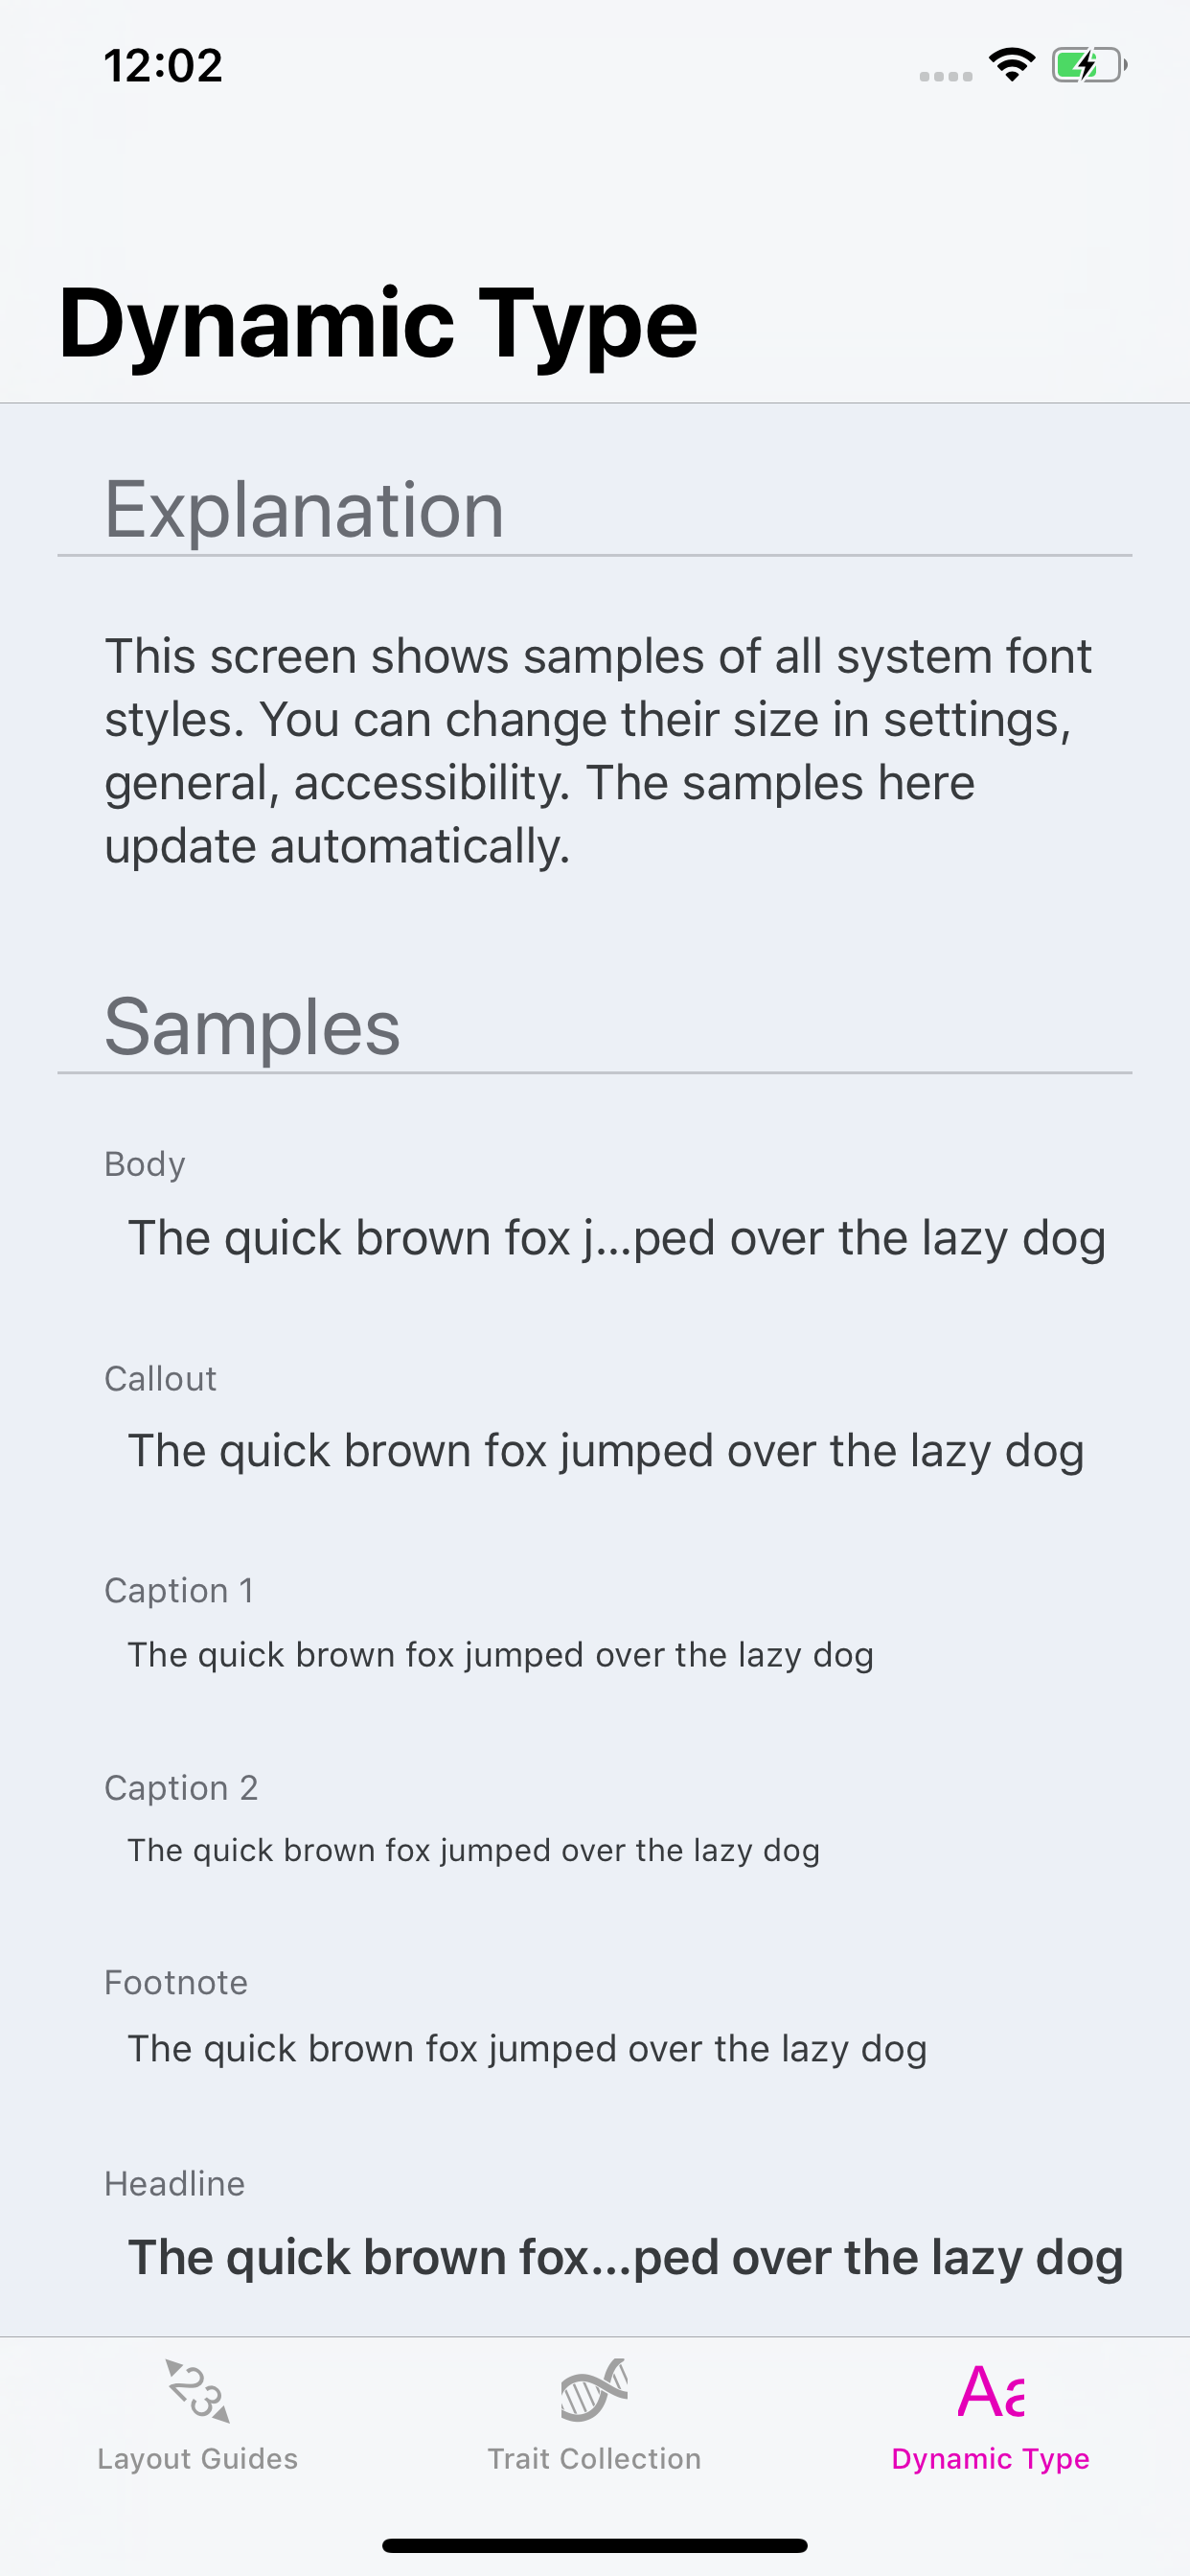 12:02
Dynamic Type
Explanation
This screen shows samples of all system font
styles. You can change their size in settings,
general, accessibility. The samples here
update automatically.
Samples
Body
The quick brown fox j...ped over the lazy dog
Callout
The quick brown fox jumped over the lazy dog
Caption 1
The quick brown fox jumped over the lazy dog
Caption 2
The quick brown fox jumped over the lazy dog
Footnote
The quick brown fox jumped over the lazy dog
Headline
The quick brown fox...ped over the lazy dog
23 Aa
Layout Guides Trait Collection Dynamic Type